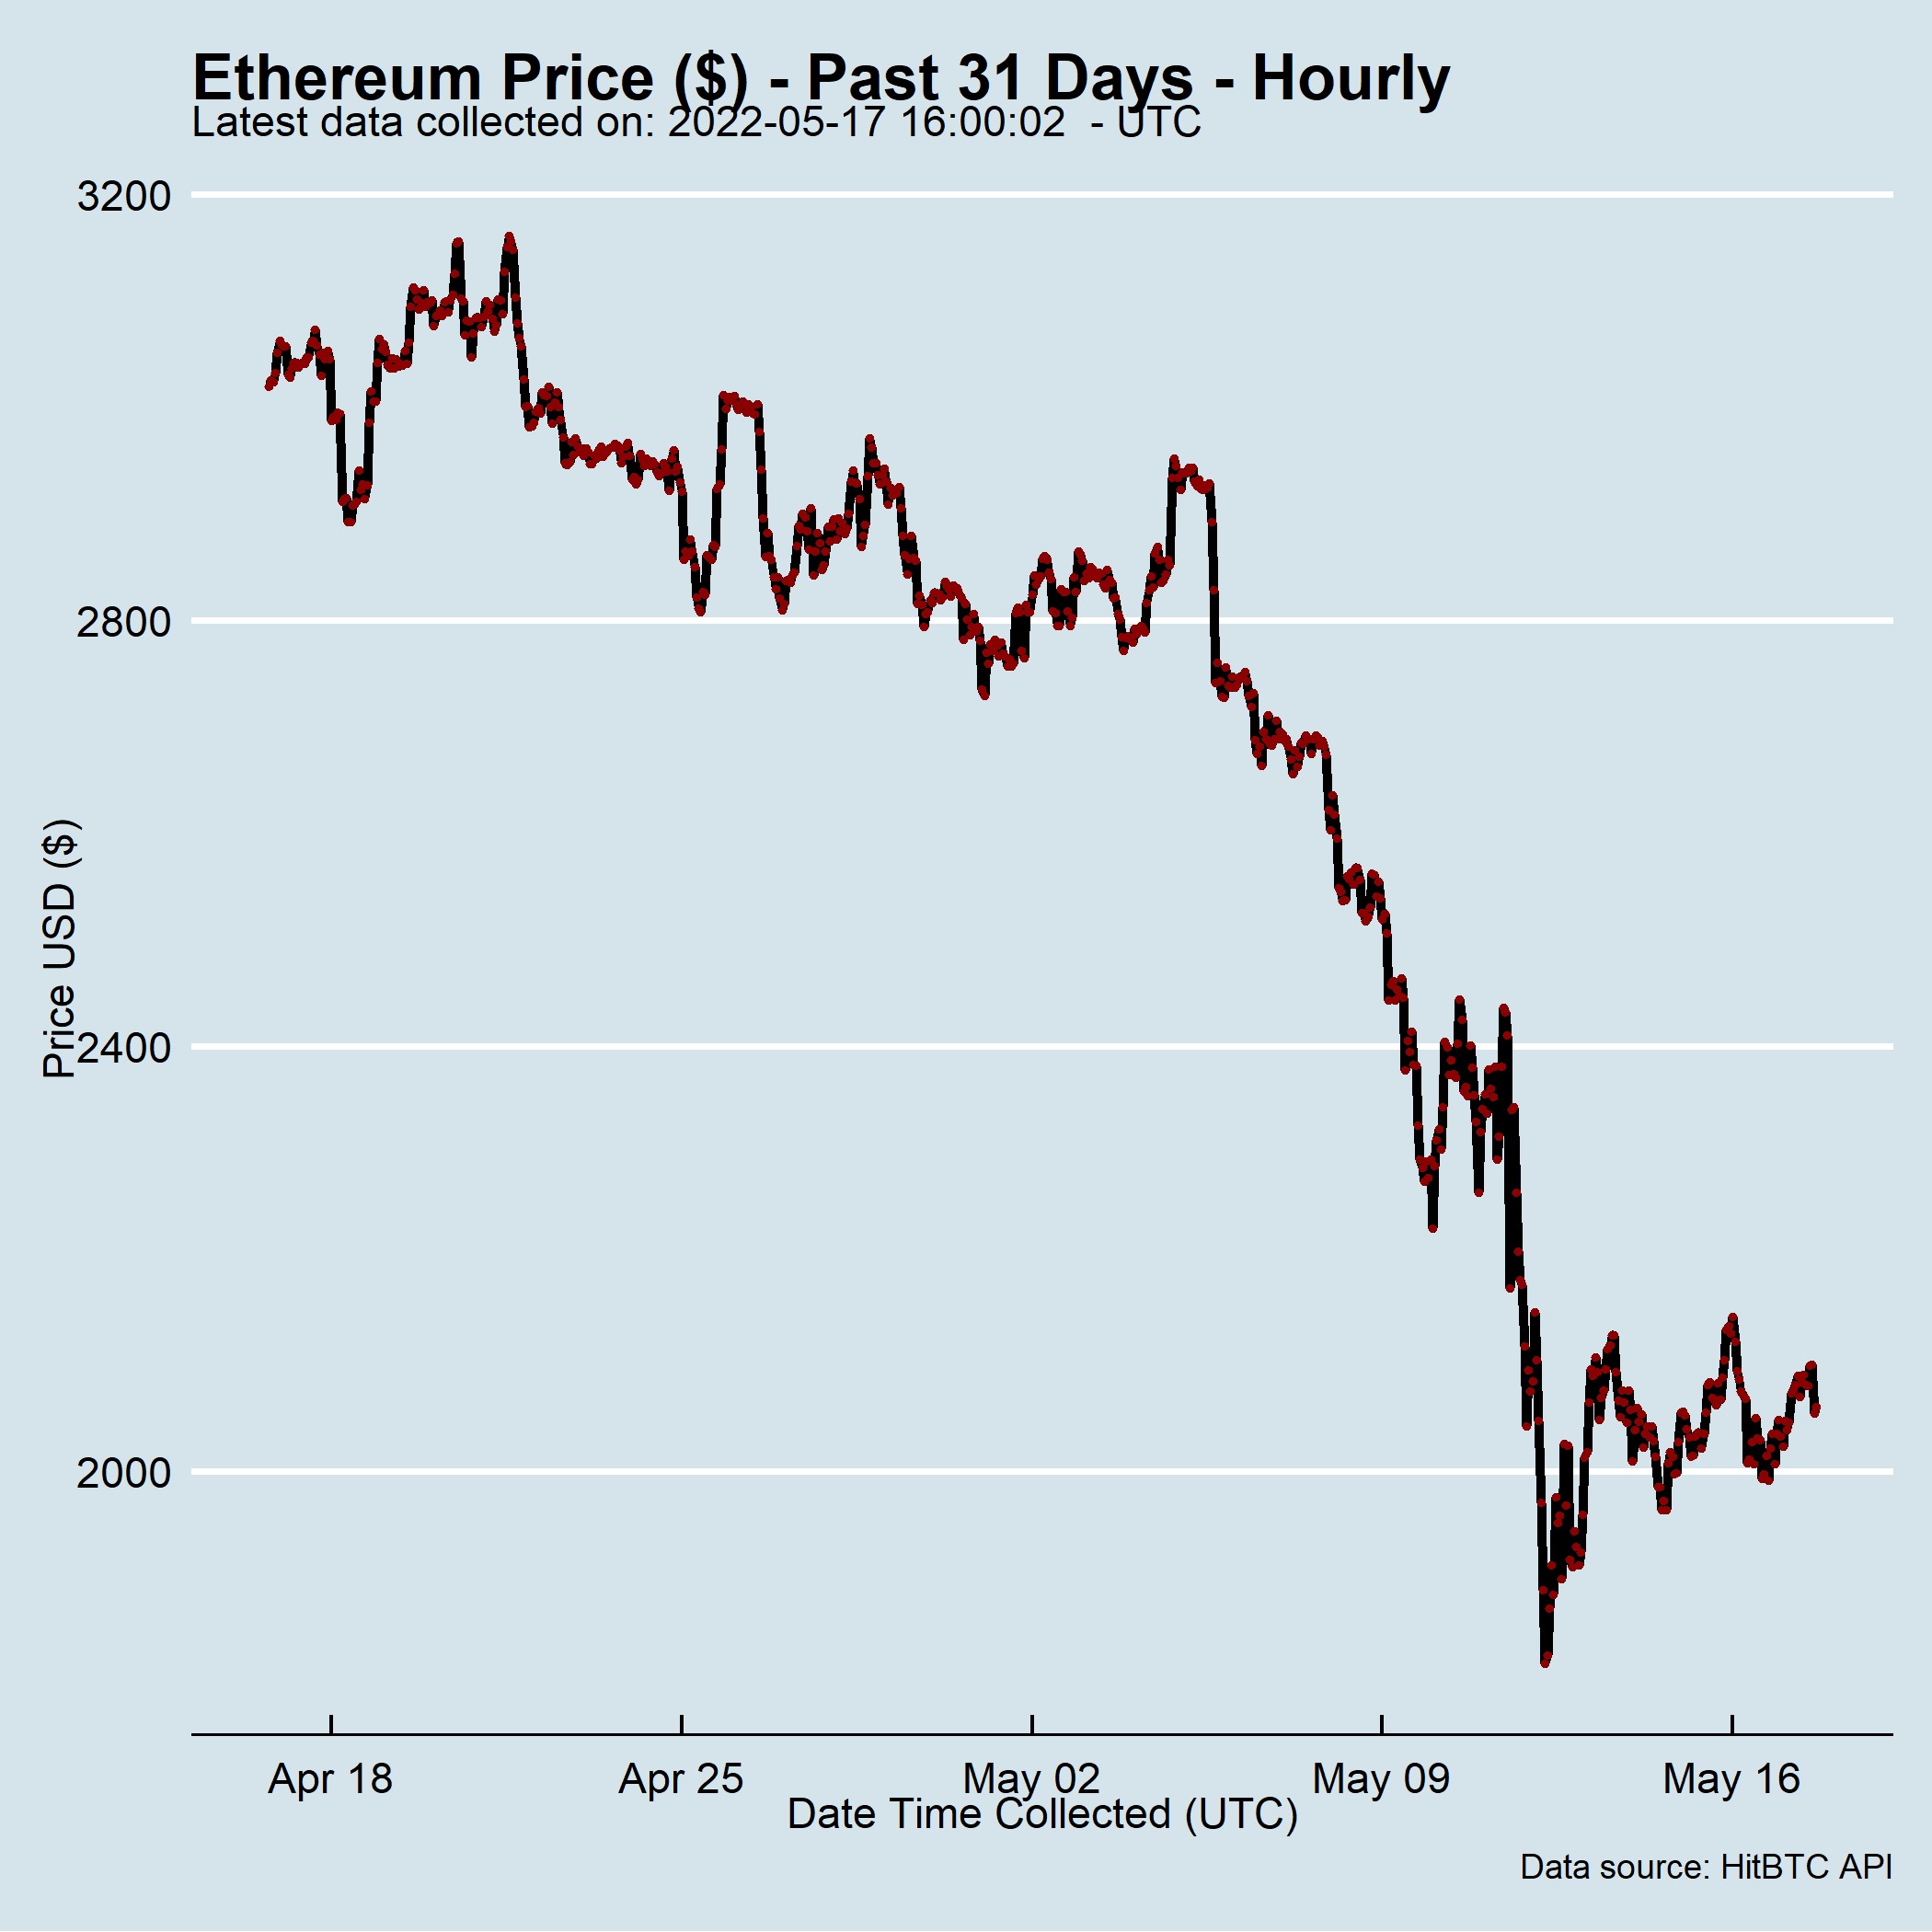 Ethereum Price ($) - Past 31 Days - Hourly
Latest data collected on: 2022-05-17 16:00:02  - UTC
3200
2800
2400
2000
Price USD ($)
Apr 18
Apr 25
May 02
May 09
May 16
Date Time Collected (UTC)
Data source: HitBTC API